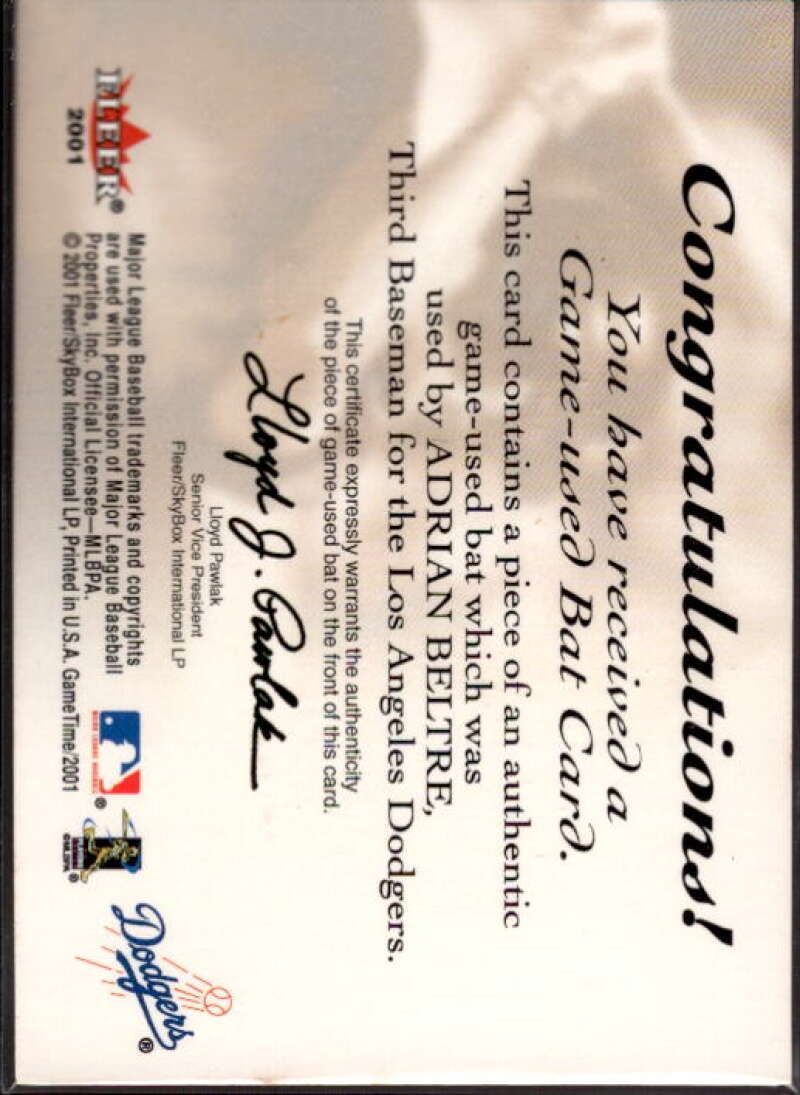 Congratulations!
You have received a
Game-used Bat Card.
This card contains a piece of an authentic
game-used bat which was
used by ADRIAN BELTRE,
Third Baseman for the Los Angeles Dodgers.
This certificate expressly warrants the authenticity
of the piece of game-used bat on the front of this card.
Lloyd J. Pawlak
Lloyd Pawlak
Senior Vice President
Fleer/SkyBox International LP
FLEER®
2001
Major League Baseball trademarks and copyrights
are used with permission of Major League Baseball
Properties, Inc. Official Licensee—MLBPA.
© 2001 Fleer/SkyBox International LP, Printed in U.S.A. GameTime/2001
MAJOR LEAGUE BASEBALL
®
©MLBPA
®
Dodgers
®